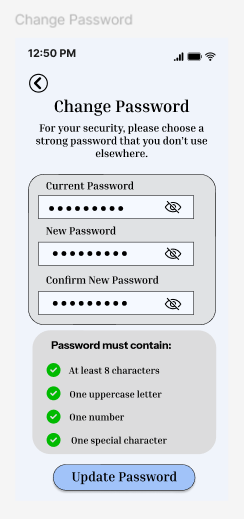 Change Password
12:50 PM
Change Password
For your security, please choose a
strong password that you don't use
elsewhere.
Current Password
New Password
Confirm New Password
Password must contain:
At least 8 characters
One uppercase letter
One number
One special character
Update Password